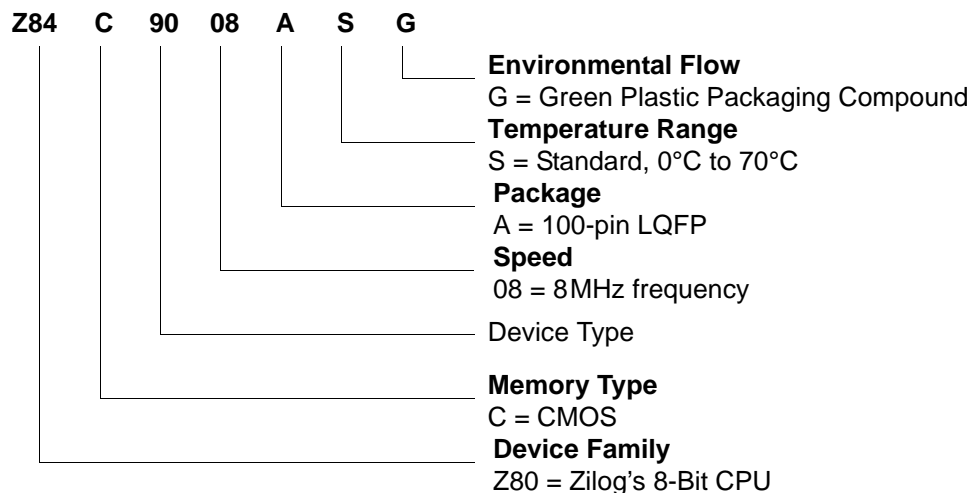 Z84 C 90 08 A S G
Environmental Flow
G = Green Plastic Packaging Compound
Temperature Range
S = Standard, 0°C to 70°C
Package
A = 100-pin LQFP
Speed
08 = 8MHz frequency
Device Type
Memory Type
C = CMOS
Device Family
Z80 = Zilog's 8-Bit CPU